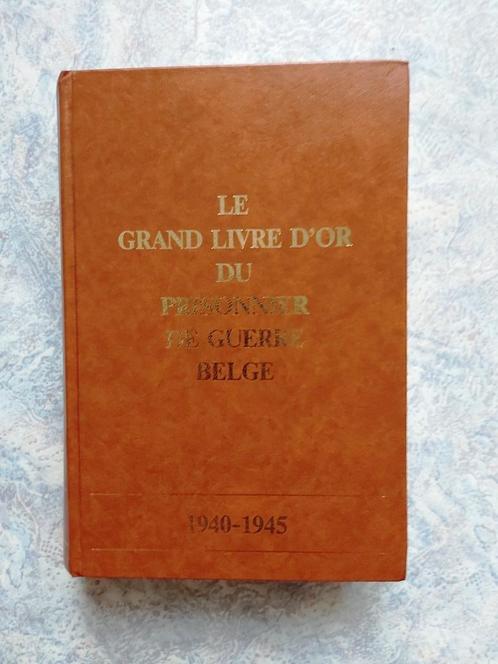 LE
GRAND LIVRE D'OR
DU
PRISONNIER
DE GUERRE
BELGE
1940-1945